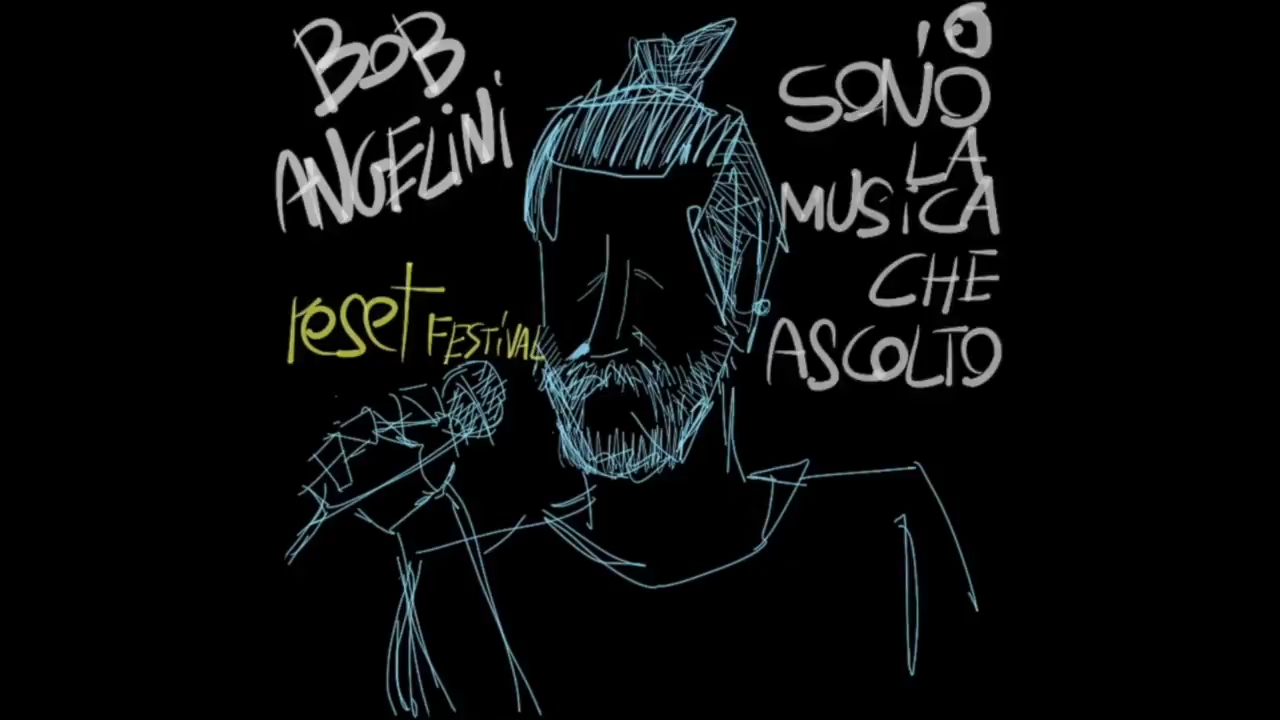 BOB
ANGELINI
reset FESTIVAL
iO
SONO
LA
MUSiCA
CHE
ASCOLTO